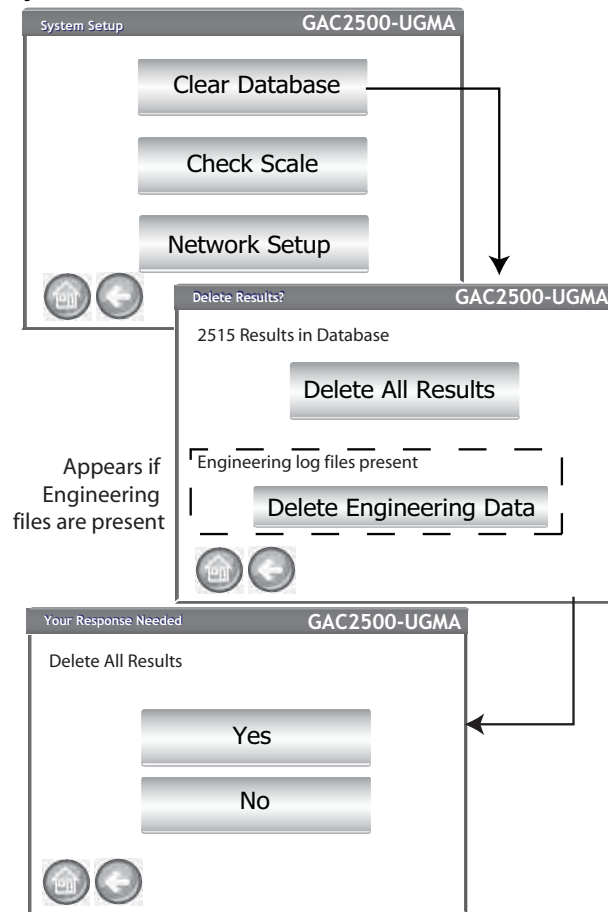 System Setup GAC2500-UGMA
Clear Database
Check Scale
Network Setup
Delete Results? GAC2500-UGMA
2515 Results in Database
Delete All Results
Appears if
Engineering
files are present
Engineering log files present
Delete Engineering Data
Your Response Needed GAC2500-UGMA
Delete All Results
Yes
No